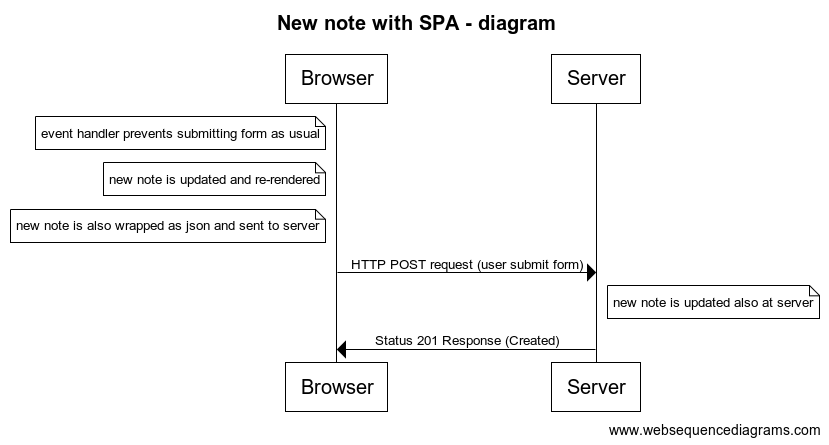 New note with SPA - diagram
Browser
Server
event handler prevents submitting form as usual
new note is updated and re-rendered
new note is also wrapped as json and sent to server
HTTP POST request (user submit form)
new note is updated also at server
Status 201 Response (Created)
Browser
Server
www.websequencediagrams.com